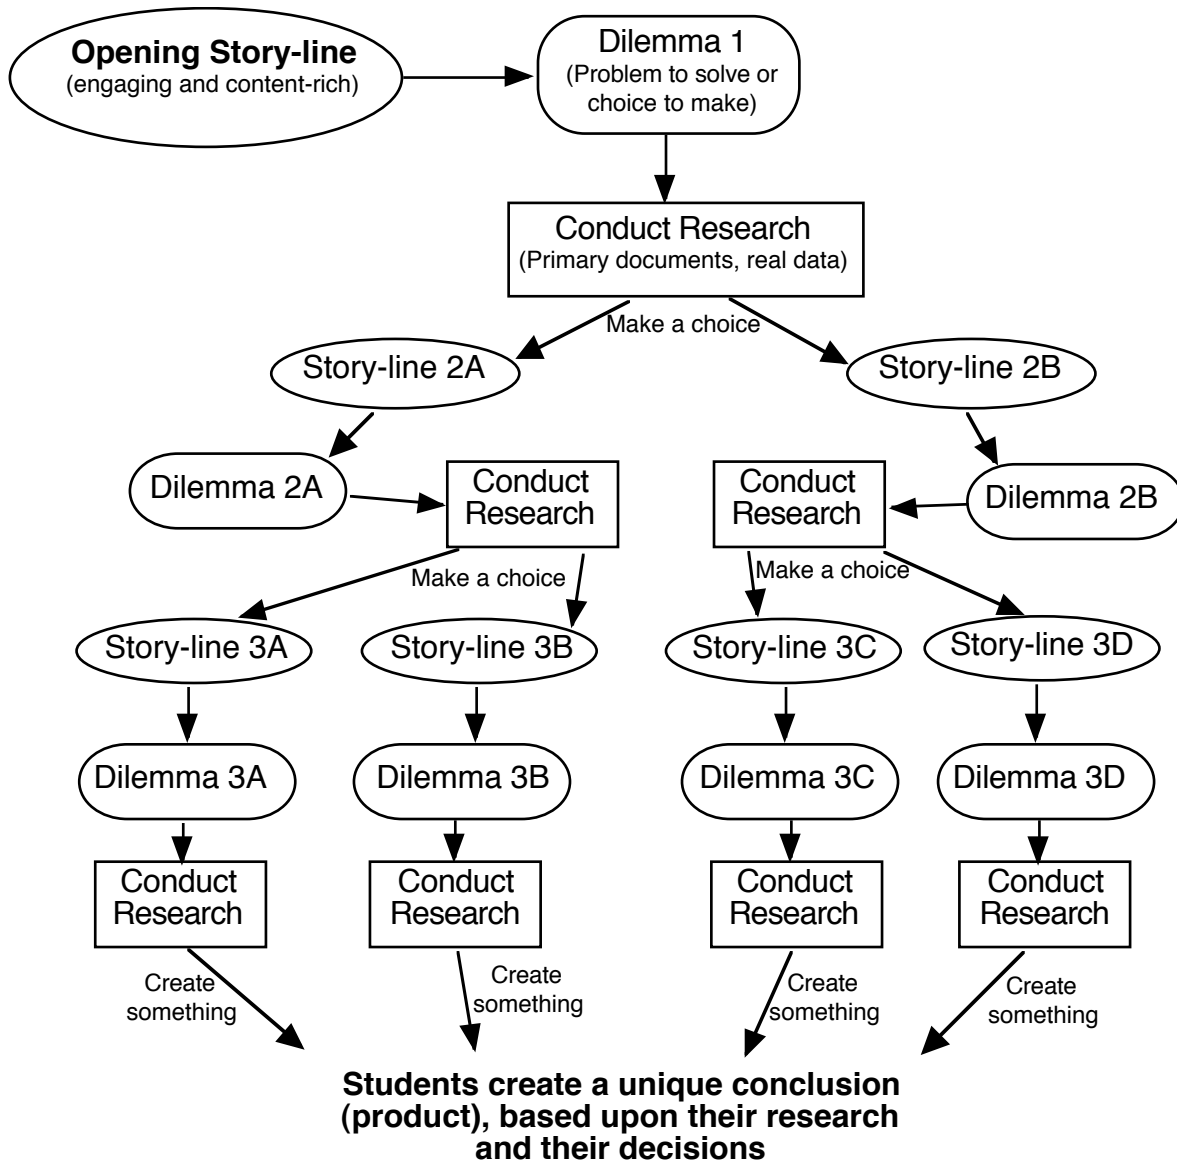 Opening Story-line
(engaging and content-rich)
Dilemma 1
(Problem to solve or
choice to make)
Conduct Research
(Primary documents, real data)
Make a choice
Story-line 2A
Story-line 2B
Dilemma 2A
Conduct
Research
Conduct
Research
Dilemma 2B
Make a choice
Make a choice
Story-line 3A
Story-line 3B
Story-line 3C
Story-line 3D
Dilemma 3A
Dilemma 3B
Dilemma 3C
Dilemma 3D
Conduct
Research
Conduct
Research
Conduct
Research
Conduct
Research
Create
something
Create
something
Create
something
Create
something
Students create a unique conclusion
(product), based upon their research
and their decisions